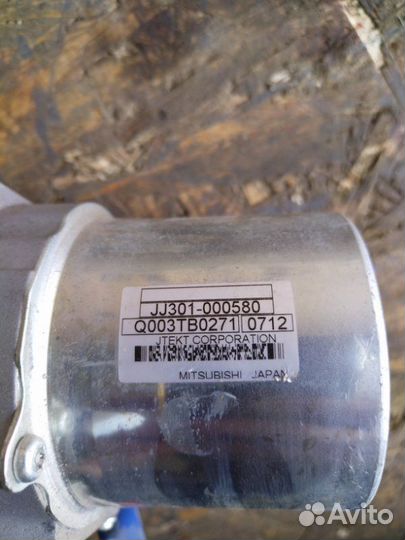 JJ301-000580
Q003TB0271 0712
JTEKT CORPORATION
MITSUBISHI JAPAN
Avito